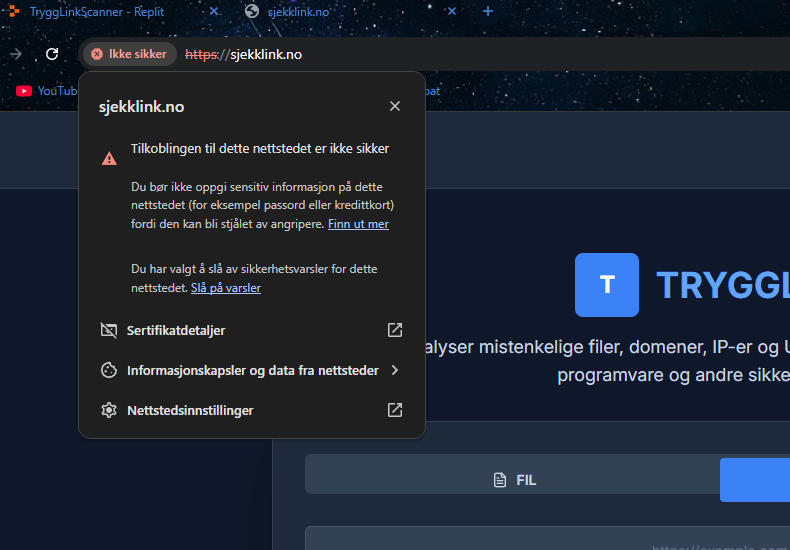 TryggLinkScanner - Replit
sjekklink.no
Ikke sikker
https://sjekklink.no
YouTub
sjekklink.no
Tilkoblingen til dette nettstedet er ikke sikker
Du bør ikke oppgi sensitiv informasjon på dette
nettstedet (for eksempel passord eller kredittkort)
fordi den kan bli stjålet av angripere. Finn ut mer
Du har valgt å slå av sikkerhetsvarsler for dette
nettstedet. Slå på varsler
Sertifikatdetaljer
Informasjonskapsler og data fra nettsteder
Nettstedsinnstillinger
T
TRYGGL
alyser mistenkelige filer, domener, IP-er og U
programvare og andre sikke
FIL